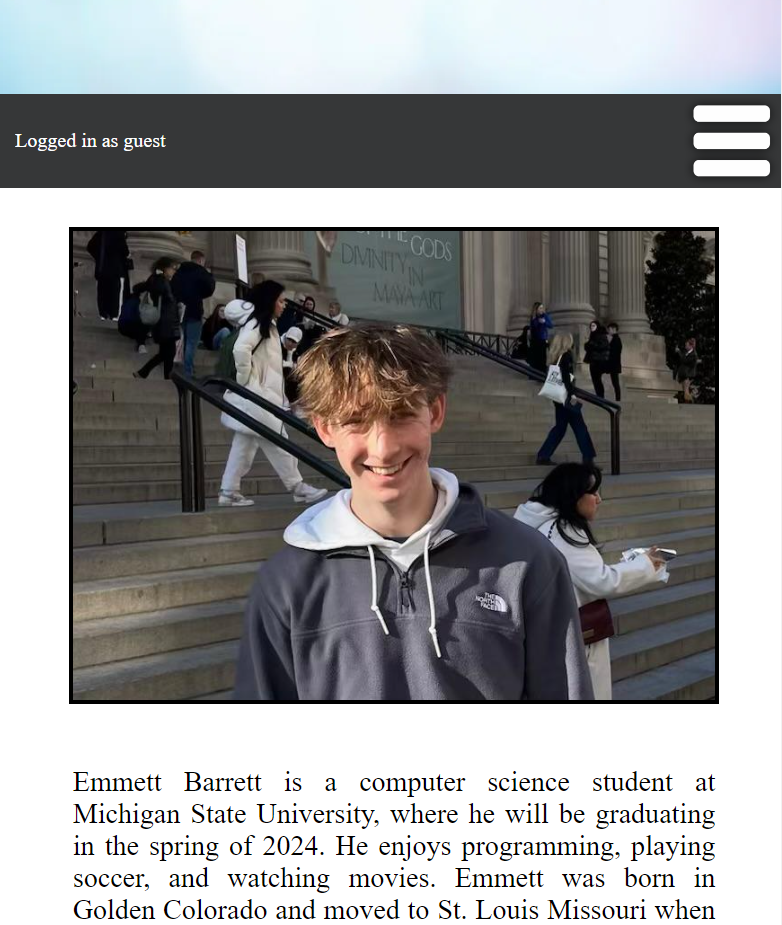 Logged in as guest
OF THE GODS
DIVINITY IN
MAYA ART
THE
NORTH
FACE
Emmett Barrett is a computer science student at
Michigan State University, where he will be graduating
in the spring of 2024. He enjoys programming, playing
soccer, and watching movies. Emmett was born in
Golden Colorado and moved to St. Louis Missouri when